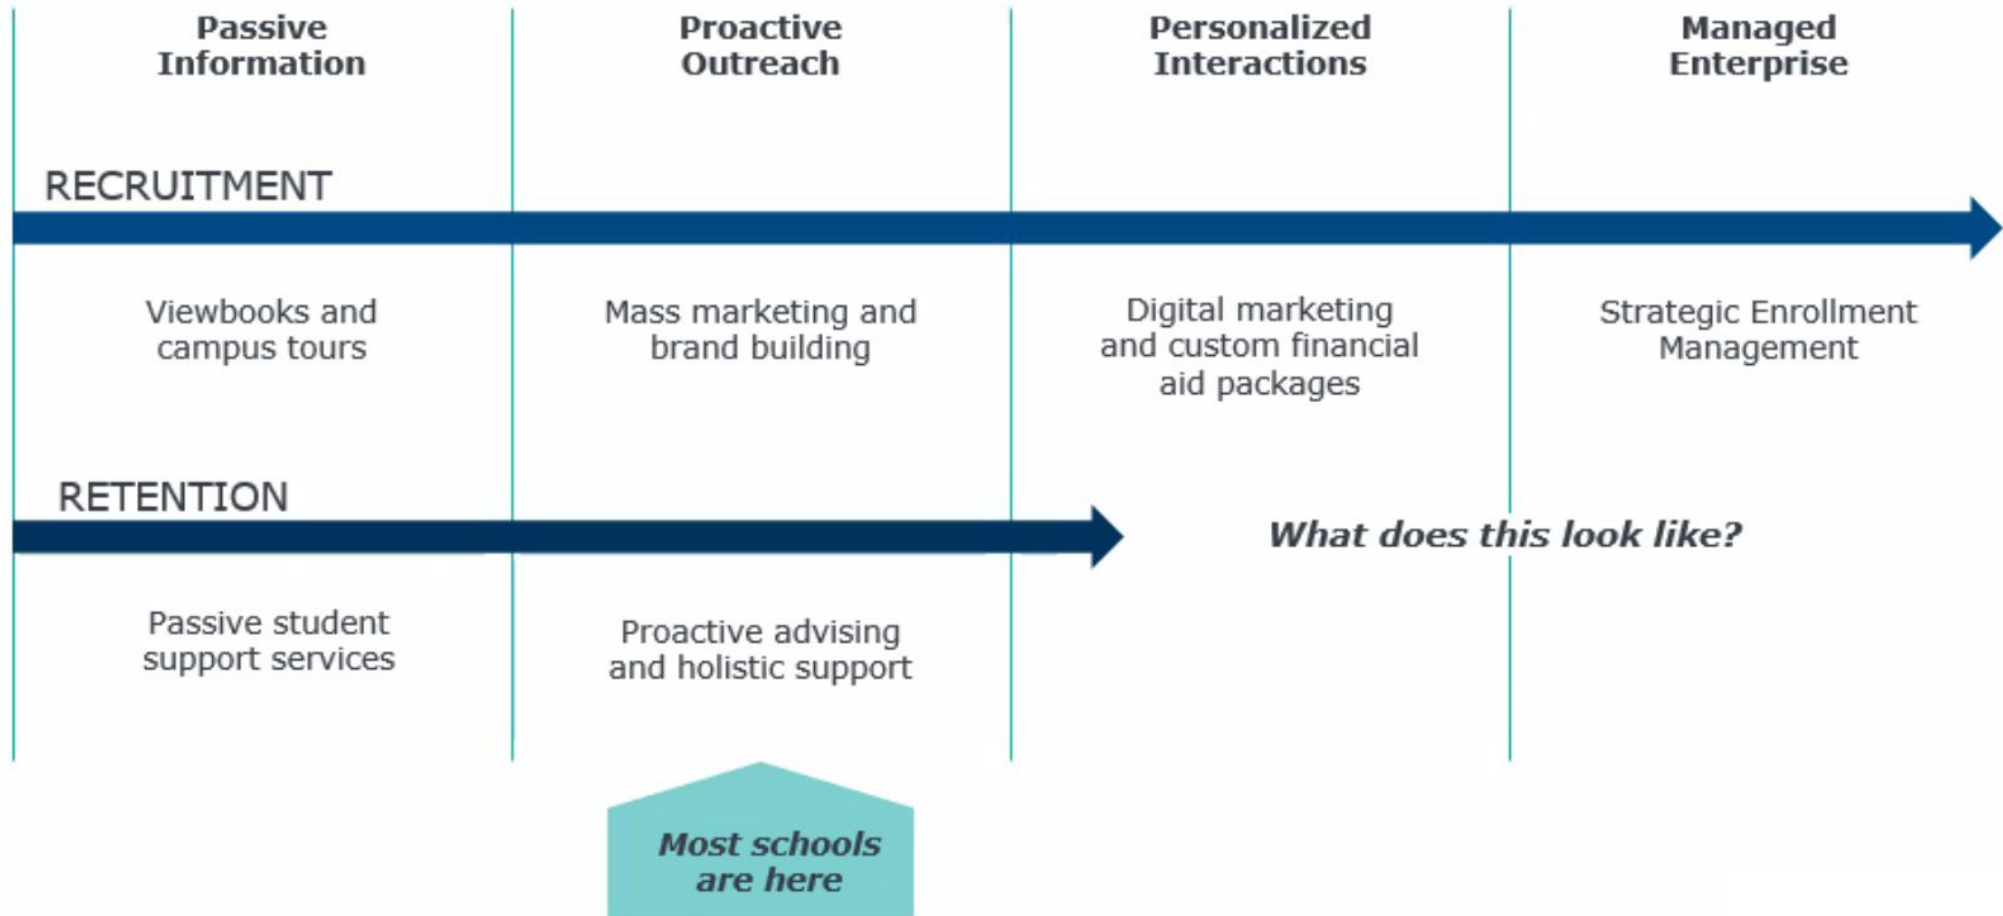 Passive
Information
Proactive
Outreach
Personalized
Interactions
Managed
Enterprise
RECRUITMENT
Viewbooks and
campus tours
Mass marketing and
brand building
Digital marketing
and custom financial
aid packages
Strategic Enrollment
Management
RETENTION
What does this look like?
Passive student
support services
Proactive advising
and holistic support
Most schools
are here